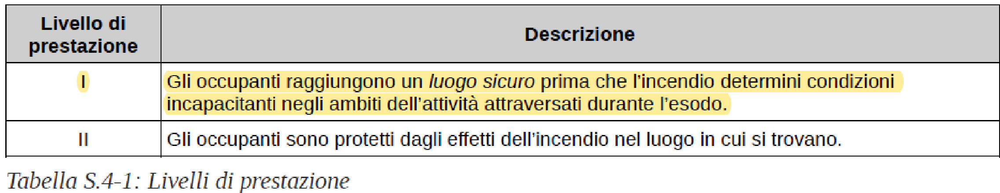 Livello di
prestazione
Descrizione
I
Gli occupanti raggiungono un luogo sicuro prima che l'incendio determini condizioni
incapacitanti negli ambiti dell'attività attraversati durante l'esodo.
II
Gli occupanti sono protetti dagli effetti dell'incendio nel luogo in cui si trovano.
Tabella S.4-1: Livelli di prestazione